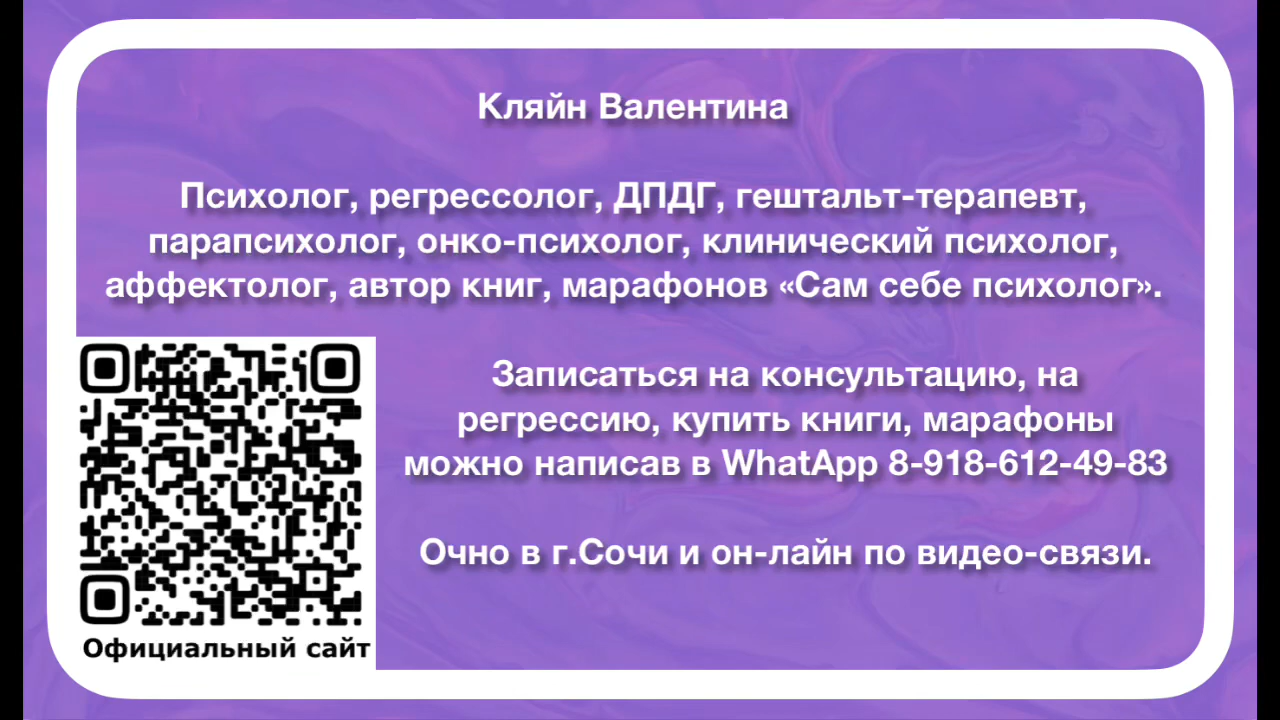 Кляйн Валентина
Психолог, регрессолог, ДПДГ, гештальт-терапевт,
парапсихолог, онко-психолог, клинический психолог,
аффектолог, автор книг, марафонов «Сам себе психолог».
Записаться на консультацию, на
регрессию, купить книги, марафоны
можно написав в WhatApp 8-918-612-49-83
Очно в г.Сочи и он-лайн по видео-связи.
Официальный сайт